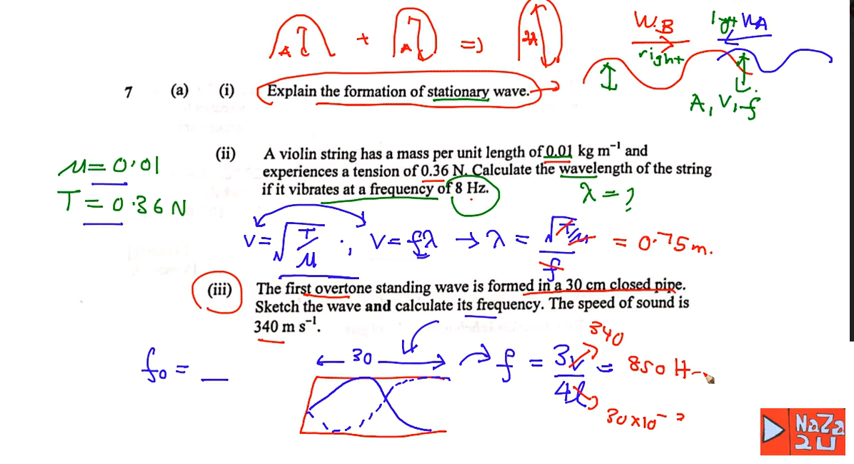 A + A => 2A
W.B right
lgt W.A
A, V, f
7 (a) (i) Explain the formation of stationary wave.
(ii) A violin string has a mass per unit length of 0.01 kg m⁻¹ and
experiences a tension of 0.36 N. Calculate the wavelength of the string
if it vibrates at a frequency of 8 Hz.
μ = 0.01
T = 0.36 N
λ = ?
v = √T/μ ; v = fλ → λ = √T/μ / f = 0.75 m.
(iii) The first overtone standing wave is formed in a 30 cm closed pipe.
Sketch the wave and calculate its frequency. The speed of sound is
340 m s⁻¹.
30
f₀ = __
f = 3v / 4l = 850 H
340
30×10⁻²
NaZa
2U